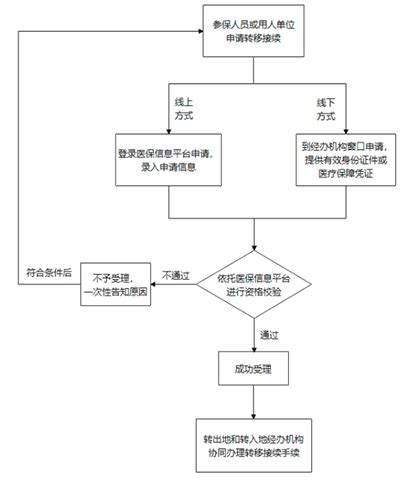 参保人员或用人单位
申请转移接续
线上
方式
线下
方式
登录医保信息平台申请，
录入申请信息
到经办机构窗口申请，
提供有效身份证件或
医疗保障凭证
符合条件后
不予受理，
一次性告知原因
不通过
依托医保信息平台
进行资格校验
通过
成功受理
转出地和转入地经办机构
协同办理转移接续手续